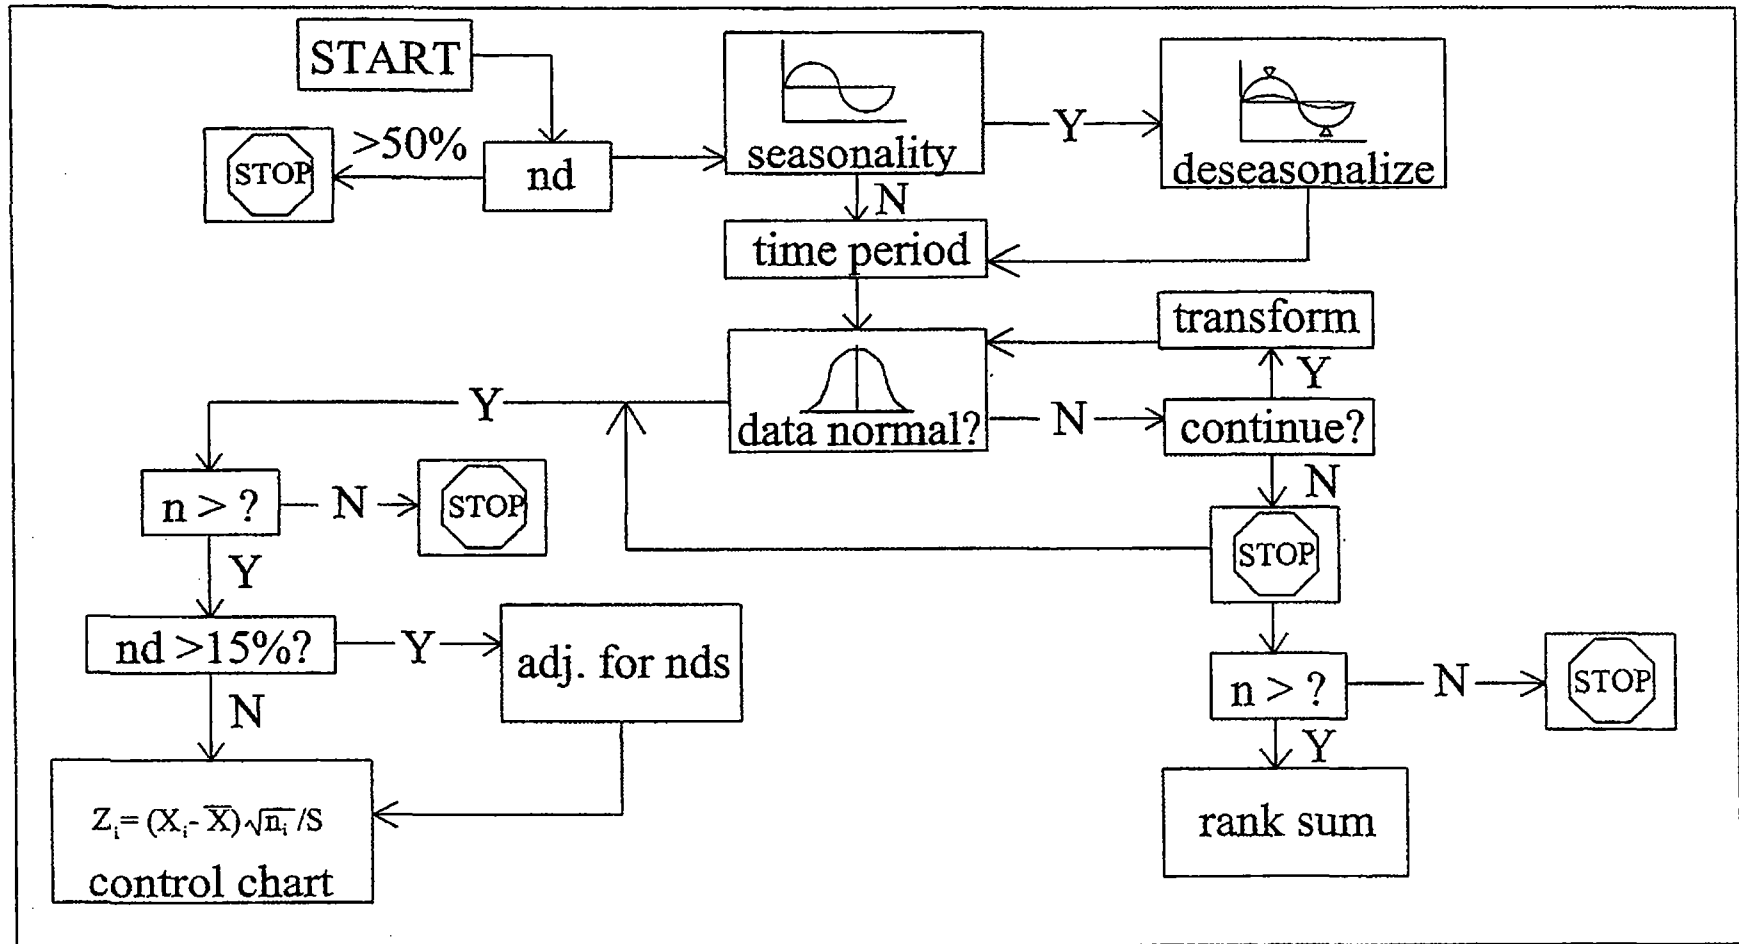 START
>50%
STOP
nd
seasonality
Y
deseasonalize
N
time period
transform
Y
data normal?
Y
N
continue?
N
n > ?
N
STOP
STOP
Y
nd >15%?
Y
adj. for nds
n > ?
N
STOP
N
Y
Zᵢ= (Xᵢ- X̅)√nᵢ /S
control chart
rank sum